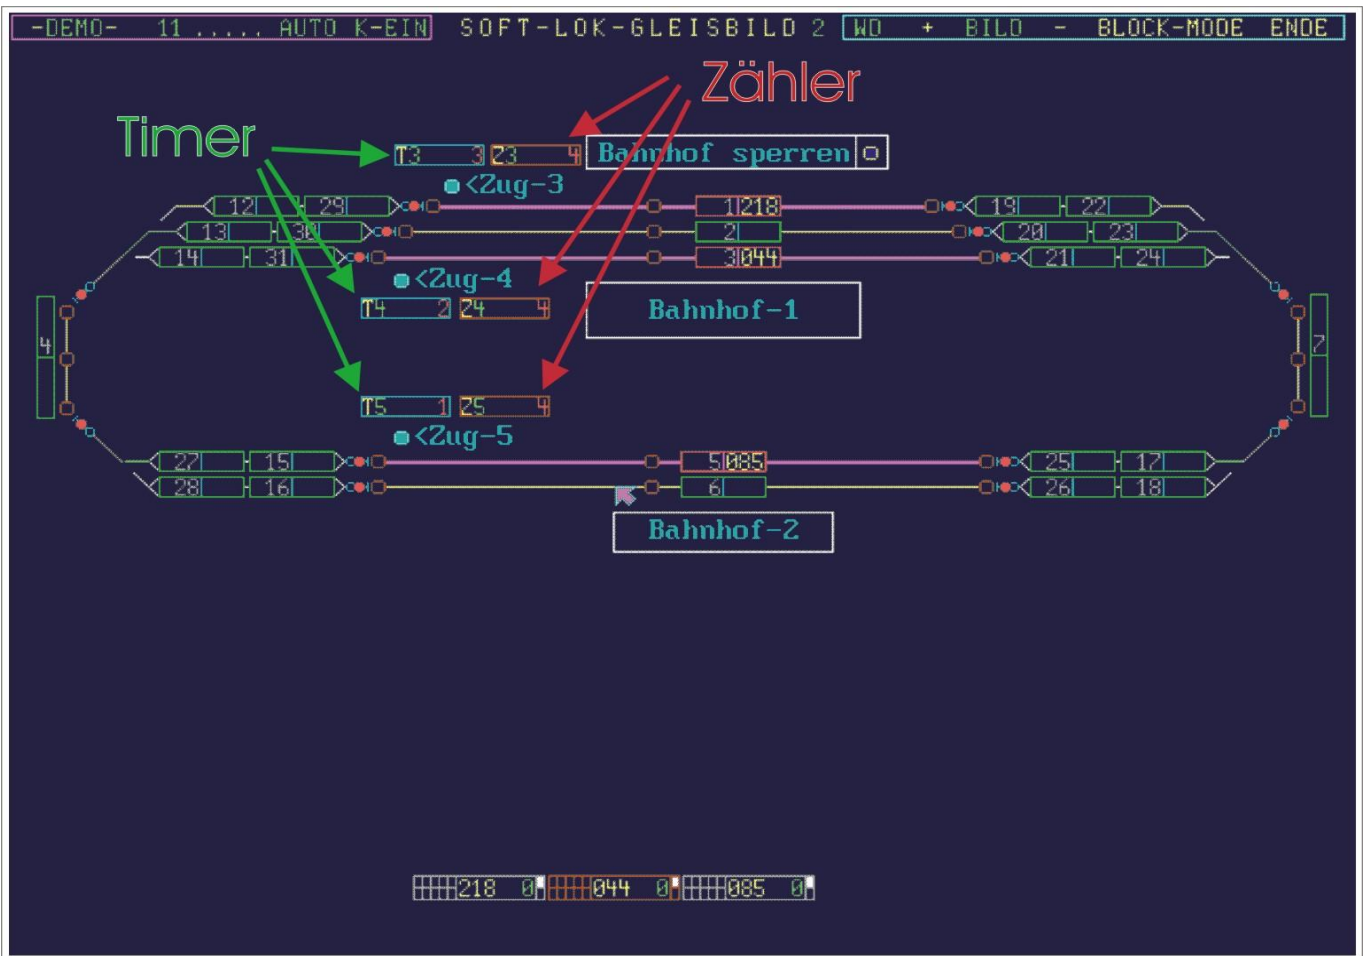 -DEMO- 11 ..... AUTO K-EIN SOFT-LOK-GLEISBILD 2 WD + BILD - BLOCK-MODE ENDE
Zähler
Timer
T3 3 Z3 4 Bahnhof sperren
<Zug-3
12 29 1 218 19 22
13 30 2 20 23
14 31 3 044 21 24
<Zug-4
T4 2 Z4 4 Bahnhof-1
4 7
T5 1 Z5 4
<Zug-5
27 15 5 085 25 17
28 16 6 26 18
Bahnhof-2
218 0 044 0 085 0